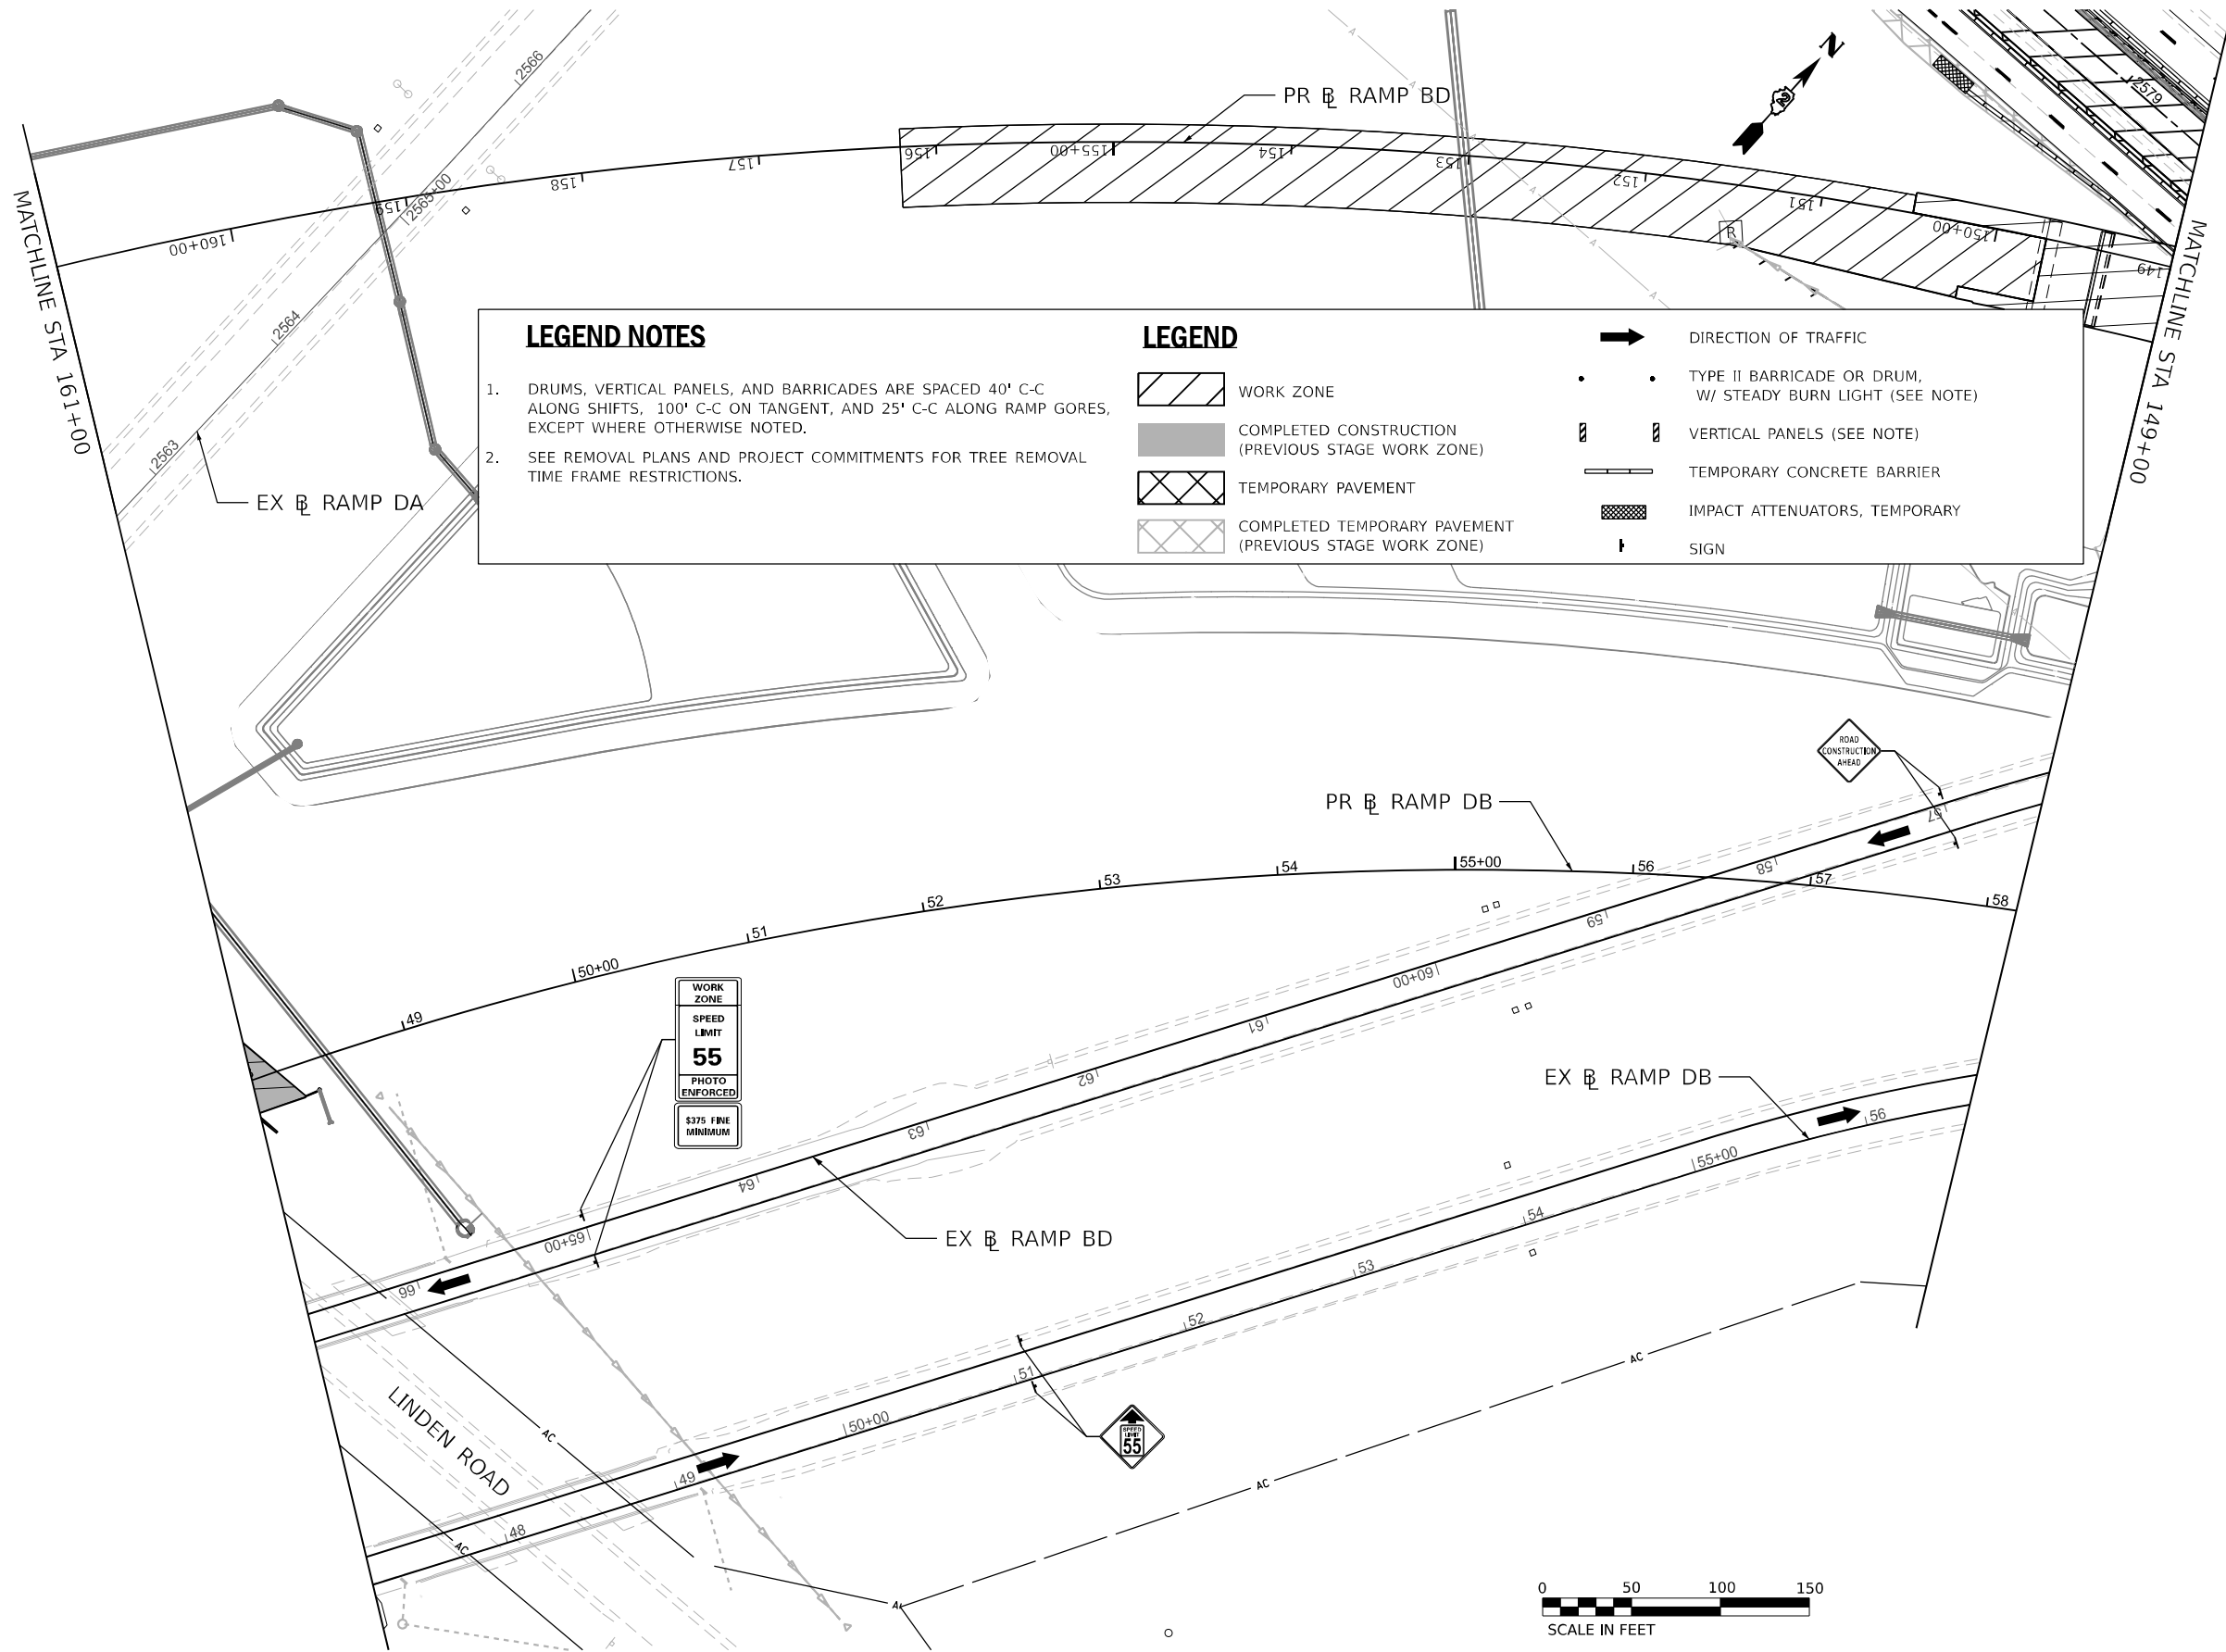 2566
2579
N
2
PR BL RAMP BD
160+00
159
158
157
156
155+00
154
153
152
151
150+00
149
2565+00
2564
2563
R
MATCHLINE STA 161+00
MATCHLINE STA 149+00
EX BL RAMP DA
LEGEND NOTES
1. DRUMS, VERTICAL PANELS, AND BARRICADES ARE SPACED 40' C-C
ALONG SHIFTS, 100' C-C ON TANGENT, AND 25' C-C ALONG RAMP GORES,
EXCEPT WHERE OTHERWISE NOTED.
2. SEE REMOVAL PLANS AND PROJECT COMMITMENTS FOR TREE REMOVAL
TIME FRAME RESTRICTIONS.
LEGEND
WORK ZONE
COMPLETED CONSTRUCTION
(PREVIOUS STAGE WORK ZONE)
TEMPORARY PAVEMENT
COMPLETED TEMPORARY PAVEMENT
(PREVIOUS STAGE WORK ZONE)
DIRECTION OF TRAFFIC
TYPE II BARRICADE OR DRUM,
W/ STEADY BURN LIGHT (SEE NOTE)
VERTICAL PANELS (SEE NOTE)
TEMPORARY CONCRETE BARRIER
IMPACT ATTENUATORS, TEMPORARY
SIGN
ROAD
CONSTRUCTION
AHEAD
PR BL RAMP DB
49
50+00
51
52
53
54
55+00
56
57
58
57
58
59
60+00
61
62
63
64
65+00
66
WORK
ZONE
SPEED
LIMIT
55
PHOTO
ENFORCED
$375 FINE
MINIMUM
EX BL RAMP BD
EX BL RAMP DB
48
49
50+00
51
52
53
54
55+00
56
SPEED
LIMIT
55
LINDEN ROAD
AC
AC
AC
AC
0 50 100 150
SCALE IN FEET